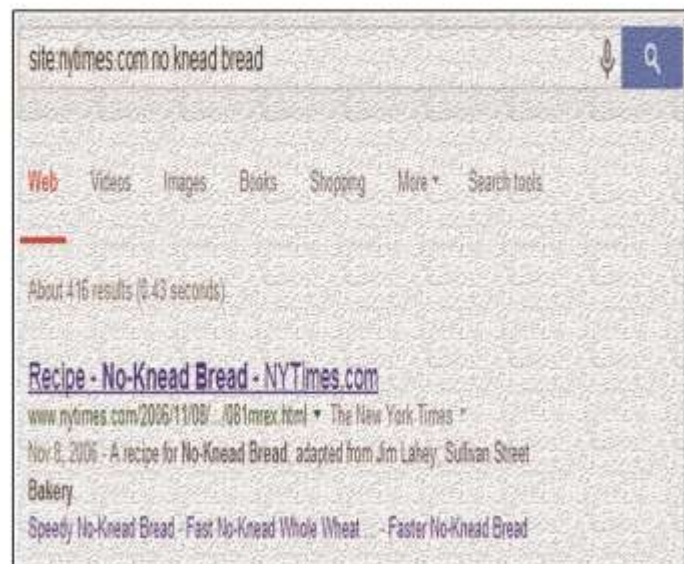 site:nytimes.com no knead bread
Web Videos Images Books Shopping More Search tools
About 416 results (0.43 seconds)
Recipe - No-Knead Bread - NYTimes.com
www.nytimes.com/2006/11/08/.../081mrex.html The New York Times
Nov 8, 2006 - A recipe for No-Knead Bread, adapted from Jim Lahey, Sullivan Street
Bakery.
Speedy No-Knead Bread - Fast No-Knead Whole Wheat ... - Faster No-Knead Bread